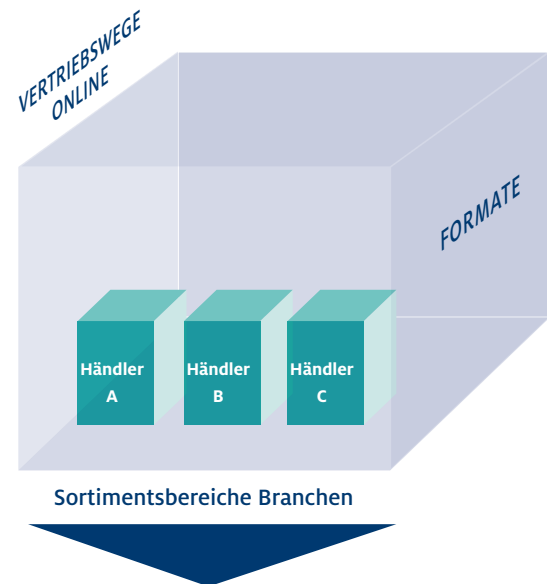 VERTRIEBSWEGE
ONLINE
FORMATE
Händler
A
Händler
B
Händler
C
Sortimentsbereiche Branchen